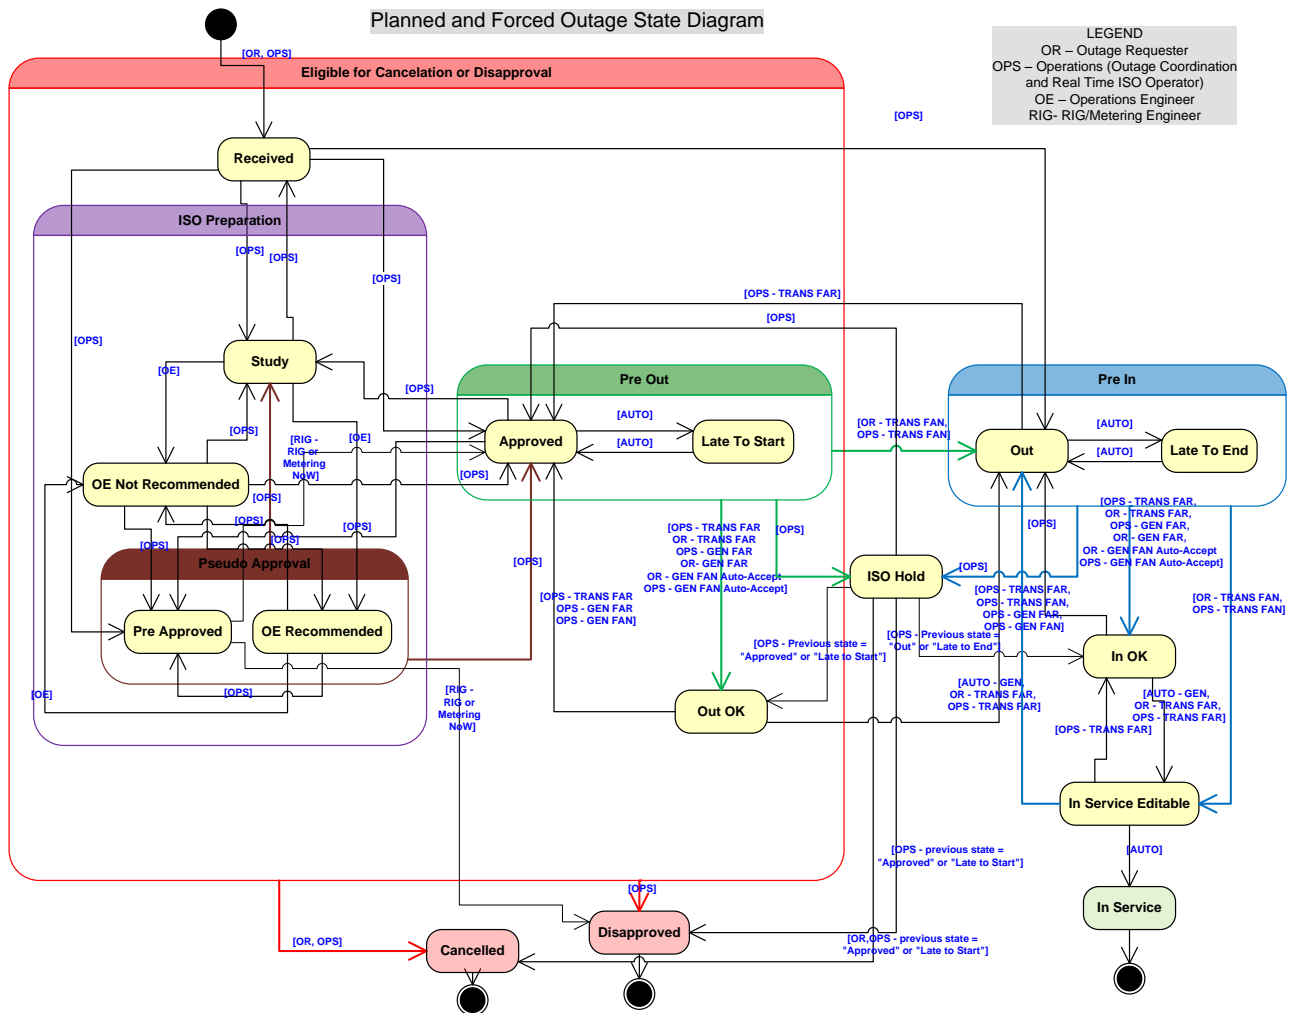 Planned and Forced Outage State Diagram
LEGEND
OR – Outage Requester
OPS – Operations (Outage Coordination
and Real Time ISO Operator)
OE – Operations Engineer
RIG- RIG/Metering Engineer
[OR, OPS]
Eligible for Cancelation or Disapproval
[OPS]
Received
ISO Preparation
[OPS]
[OPS]
[OPS]
[OPS - TRANS FAR]
[OPS]
[OPS]
Study
[OE]
[OPS]
Pre Out
Pre In
[AUTO]
[OR - TRANS FAN,
OPS - TRANS FAN]
[AUTO]
[OPS]
[RIG -
RIG or
Metering
NoW]
[OE]
Approved
[AUTO]
Late To Start
Out
[AUTO]
Late To End
OE Not Recommended
[OPS]
[OPS]
[OPS]
[OPS]
[OPS]
[OPS]
[OPS - TRANS FAR
OR - TRANS FAR
OPS - GEN FAR
OR- GEN FAR
OR - GEN FAN Auto-Accept
OPS - GEN FAN Auto-Accept]
[OPS]
[OPS]
[OPS - TRANS FAR,
OR - TRANS FAR,
OPS - GEN FAR,
OR - GEN FAR,
OR - GEN FAN Auto-Accept
OPS - GEN FAN Auto-Accept]
Pseudo Approval
[OPS]
ISO Hold
[OPS]
[OPS - TRANS FAR
OPS - GEN FAR
OPS - GEN FAN]
[OPS - TRANS FAR,
OPS - TRANS FAN,
OPS - GEN FAR,
OPS - GEN FAN]
[OR - TRANS FAN,
OPS - TRANS FAN]
Pre Approved
OE Recommended
[OPS - Previous state =
"Approved" or "Late to Start"]
[OPS - Previous state =
"Out" or "Late to End"]
In OK
[OE]
[OPS]
[RIG -
RIG or
Metering
NoW]
Out OK
[AUTO - GEN,
OR - TRANS FAR,
OPS - TRANS FAR]
[AUTO - GEN,
OR - TRANS FAR,
OPS - TRANS FAR]
[OPS - TRANS FAR]
In Service Editable
[OPS - previous state =
"Approved" or "Late to Start"]
[AUTO]
[OPS]
In Service
[OR, OPS]
Cancelled
Disapproved
[OR,OPS - previous state =
"Approved" or "Late to Start"]